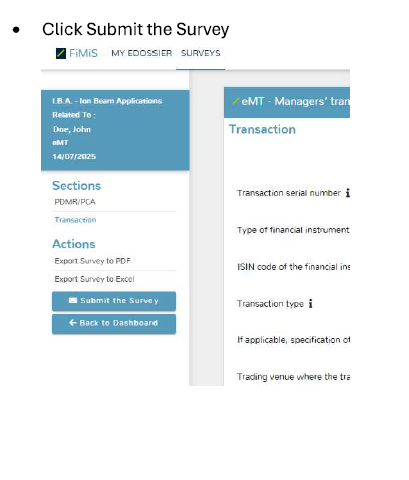 • Click Submit the Survey
FiMiS MY EDOSSIER SURVEYS
I.B.A. - Ion Beam Applications
Related To :
Doe, John
eMT
14/07/2025
Sections
PDMR/PCA
Transaction
Actions
Export Survey to PDF
Export Survey to Excel
Submit the Survey
Back to Dashboard
eMT - Managers' tran
Transaction
Transaction serial number i
Type of financial instrument
ISIN code of the financial ins
Transaction type i
If applicable, specification of
Trading venue where the tra